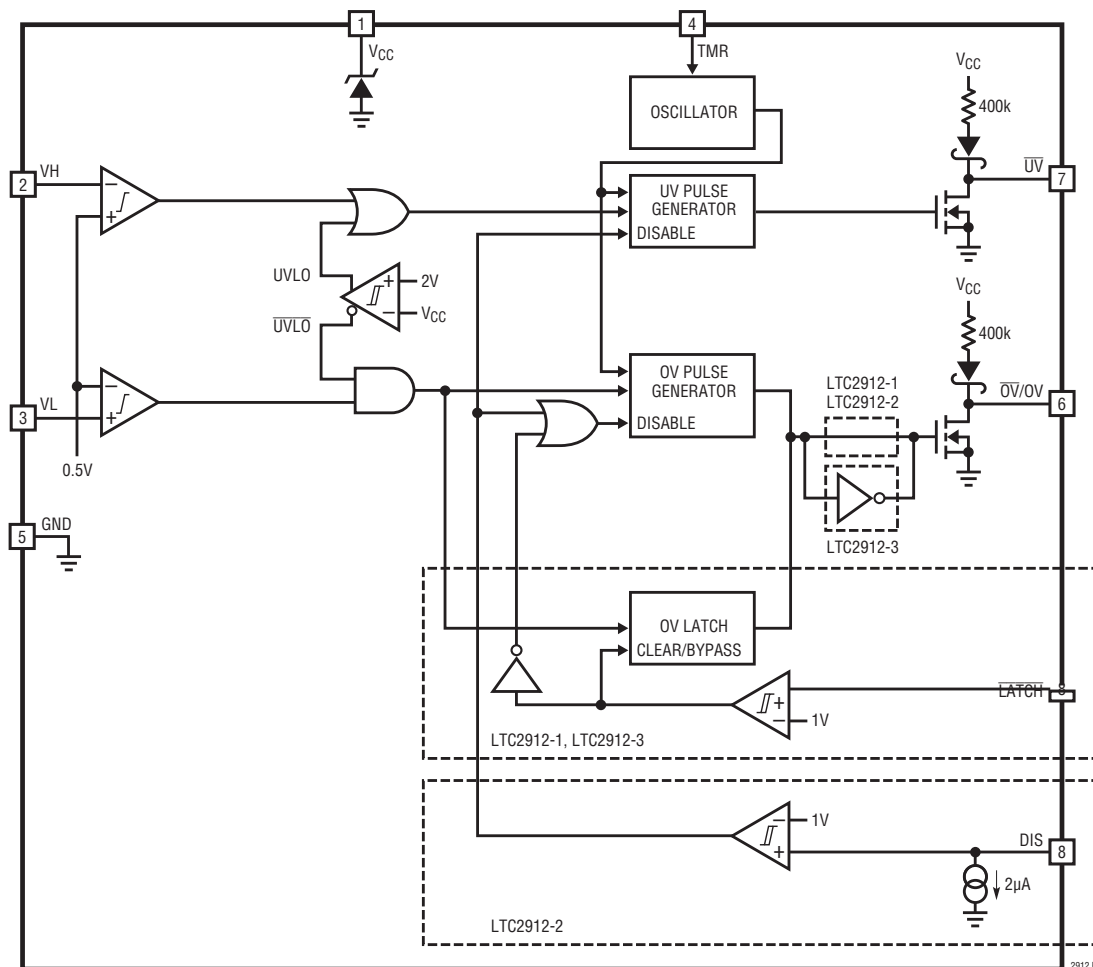 1
VCC
4
TMR
OSCILLATOR
VCC
400k
UV
7
2
VH
−
+
UV PULSE
GENERATOR
DISABLE
UVLO
+
2V
−
VCC
UVLO
VCC
400k
OV/OV
6
OV PULSE
GENERATOR
DISABLE
LTC2912-1
LTC2912-2
3
VL
−
+
0.5V
LTC2912-3
5
GND
OV LATCH
CLEAR/BYPASS
LATCH
+
−
1V
LTC2912-1, LTC2912-3
−
1V
+
DIS
8
2µA
LTC2912-2